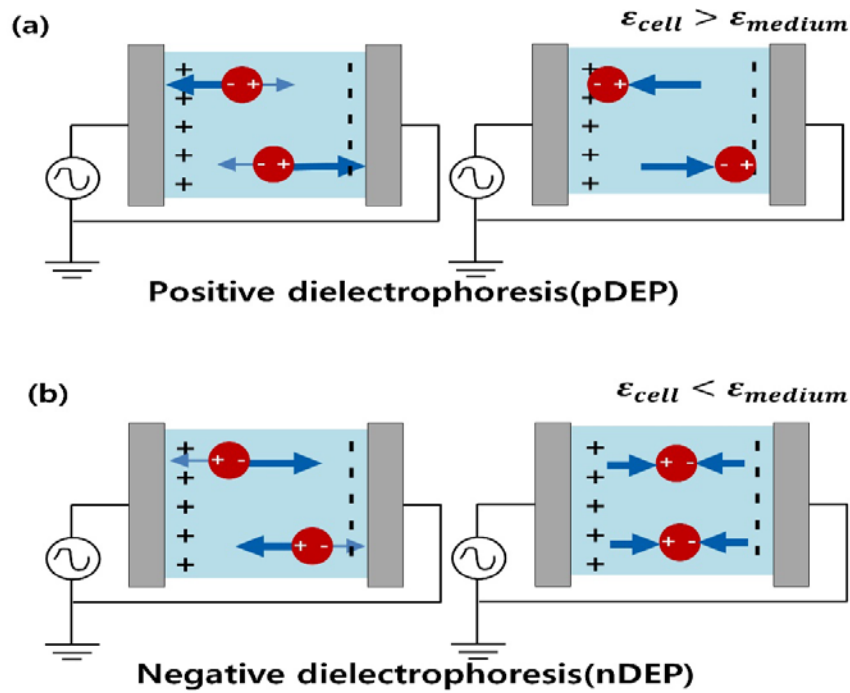 (a)
εcell > εmedium
Positive dielectrophoresis(pDEP)
(b)
εcell < εmedium
Negative dielectrophoresis(nDEP)